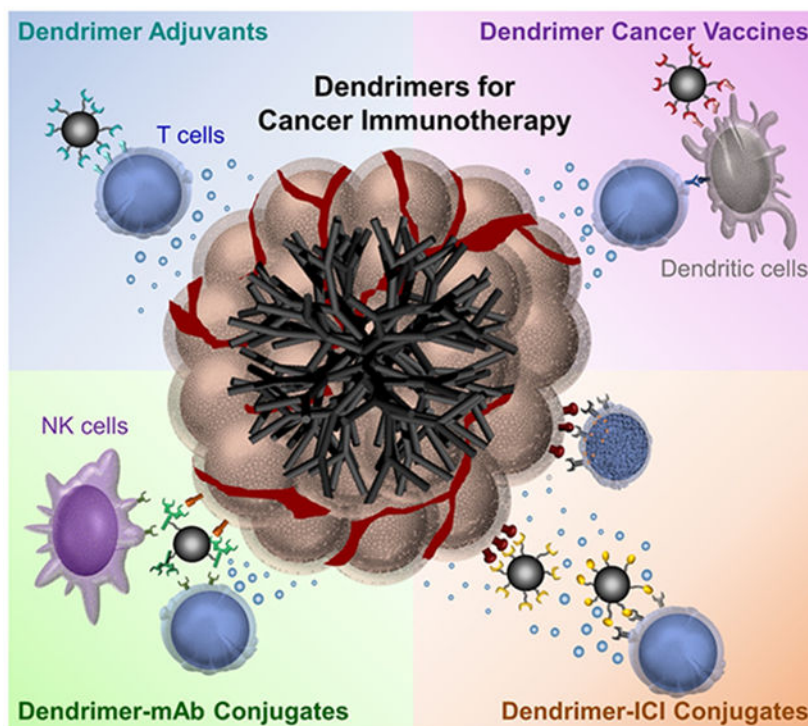 Dendrimer Adjuvants
Dendrimer Cancer Vaccines
Dendrimers for
Cancer Immunotherapy
T cells
Dendritic cells
NK cells
Dendrimer-mAb Conjugates
Dendrimer-ICI Conjugates